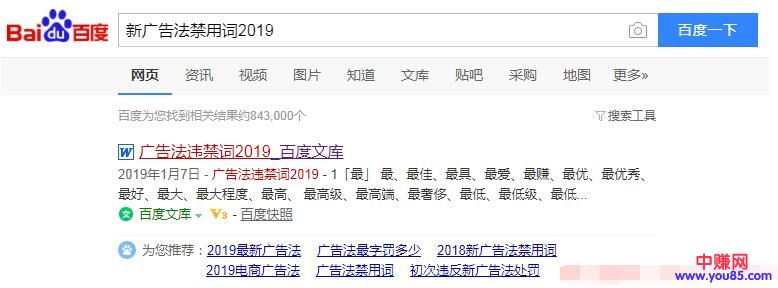 Bai du 百度 新广告法禁用词2019 百度一下
网页 资讯 视频 图片 知道 文库 贴吧 采购 地图 更多»
百度为您找到相关结果约843,000个 搜索工具
W 广告法违禁词2019_百度文库
2019年1月7日 - 广告法违禁词2019 - 1「最」 最、最佳、最具、最爱、最赚、最优、最优秀、
最好、最大、最大程度、最高、 最高级、最高端、最奢侈、最低、最低级、最低...
百度文库 V3 - 百度快照
为您推荐: 2019最新广告法 广告法最字罚多少 2018新广告法禁用词
2019电商广告法 广告法禁用词 初次违反新广告法处罚
中赚网
www.you85.com